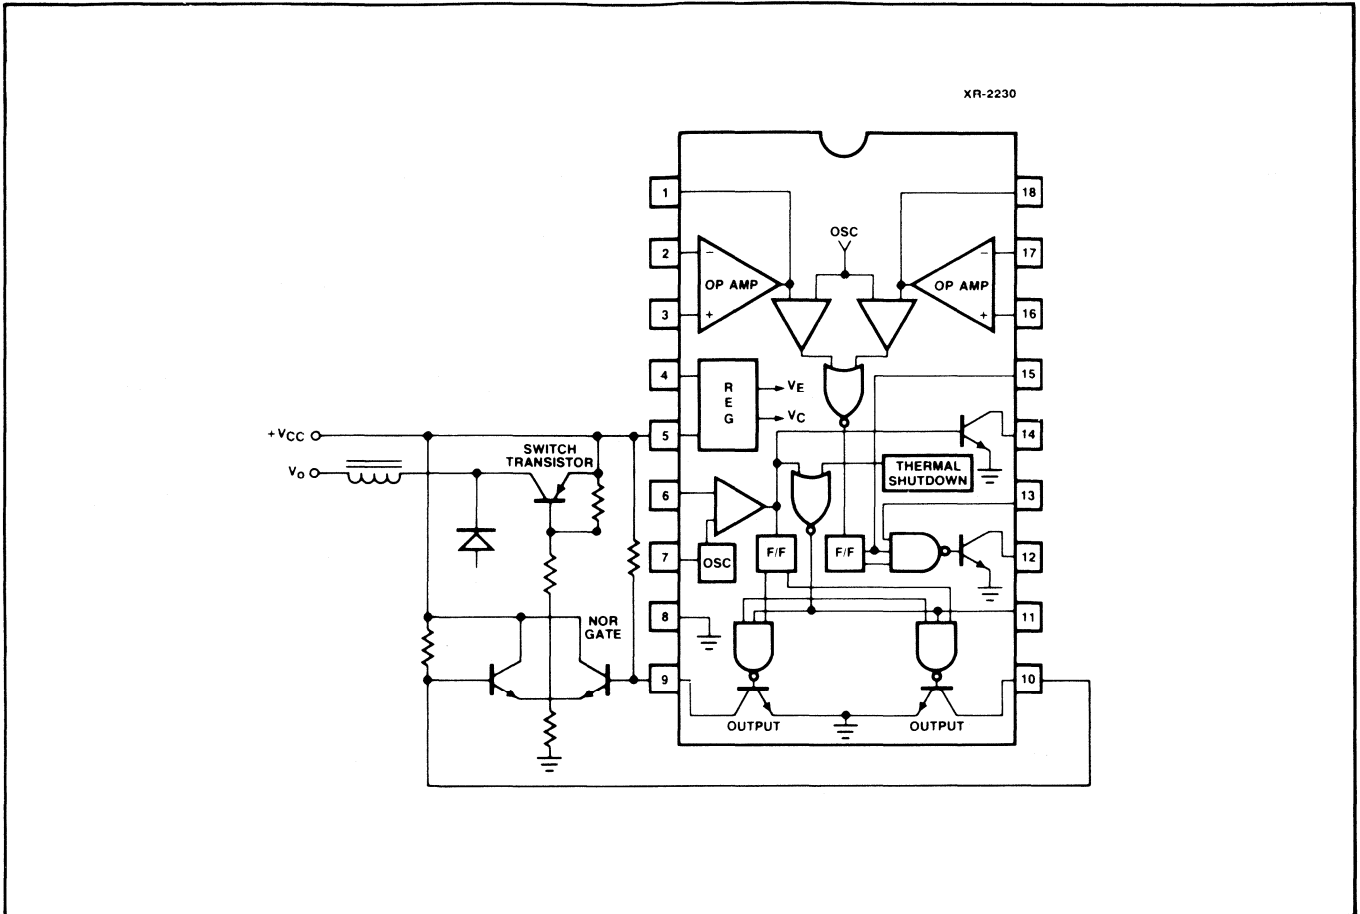 XR-2230
1
18
OSC
2
17
−
−
OP AMP
OP AMP
3
+
+
16
4
15
R
E
G
VE
VC
+VCC
5
14
SWITCH
TRANSISTOR
Vo
THERMAL
SHUTDOWN
6
13
7
OSC
F/F
F/F
12
8
11
NOR
GATE
9
10
OUTPUT
OUTPUT